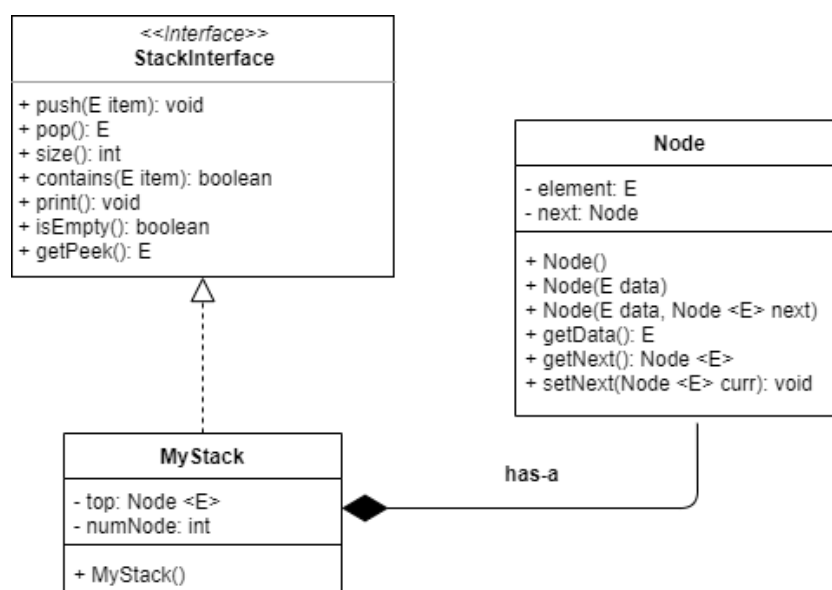 <<Interface>>
StackInterface
+ push(E item): void
+ pop(): E
+ size(): int
+ contains(E item): boolean
+ print(): void
+ isEmpty(): boolean
+ getPeek(): E
Node
- element: E
- next: Node
+ Node()
+ Node(E data)
+ Node(E data, Node <E> next)
+ getData(): E
+ getNext(): Node <E>
+ setNext(Node <E> curr): void
MyStack
- top: Node <E>
- numNode: int
+ MyStack()
has-a